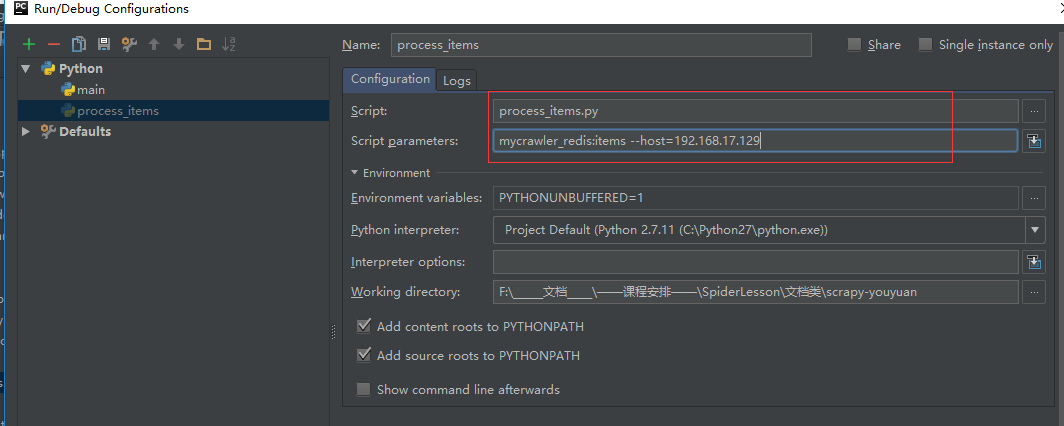 PC Run/Debug Configurations
Name: process_items Share Single instance only
Python
main
process_items
Defaults
Configuration Logs
Script: process_items.py ...
Script parameters: mycrawler_redis:items --host=192.168.17.129
Environment
Environment variables: PYTHONUNBUFFERED=1 ...
Python interpreter: Project Default (Python 2.7.11 (C:\Python27\python.exe))
Interpreter options:
Working directory: F:\_____文档____\——课程安排——\SpiderLesson\文档类\scrapy-youyuan ...
Add content roots to PYTHONPATH
Add source roots to PYTHONPATH
Show command line afterwards